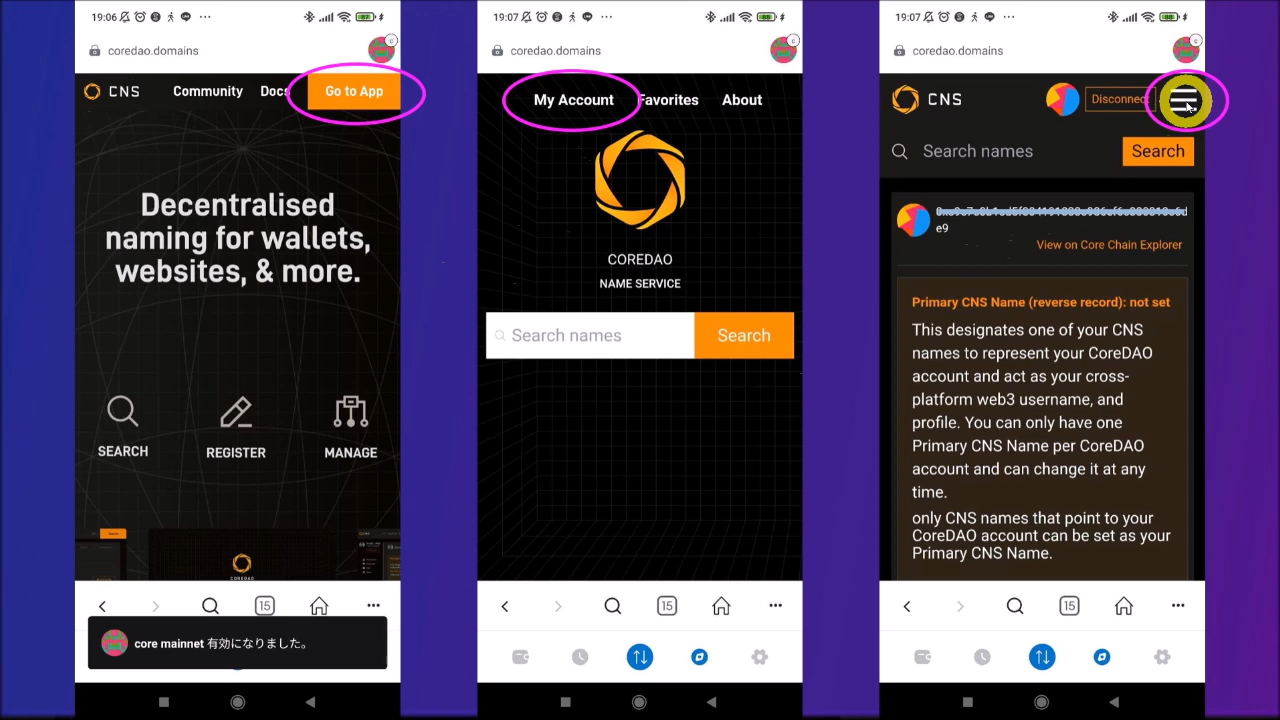 19:06
coredao.domains
C
CNS
Community
Docs
Go to App
Decentralised
naming for wallets,
websites, & more.
SEARCH
REGISTER
MANAGE
COREDAO
15
core mainnet 有効になりました。
19:07
coredao.domains
C
My Account
Favorites
About
COREDAO
NAME SERVICE
Search names
Search
15
19:07
coredao.domains
C
CNS
Disconnect
Search names
Search
e9
View on Core Chain Explorer
Primary CNS Name (reverse record): not set
This designates one of your CNS
names to represent your CoreDAO
account and act as your cross-
platform web3 username, and
profile. You can only have one
Primary CNS Name per CoreDAO
account and can change it at any
time.
only CNS names that point to your
CoreDAO account can be set as your
Primary CNS Name.
15